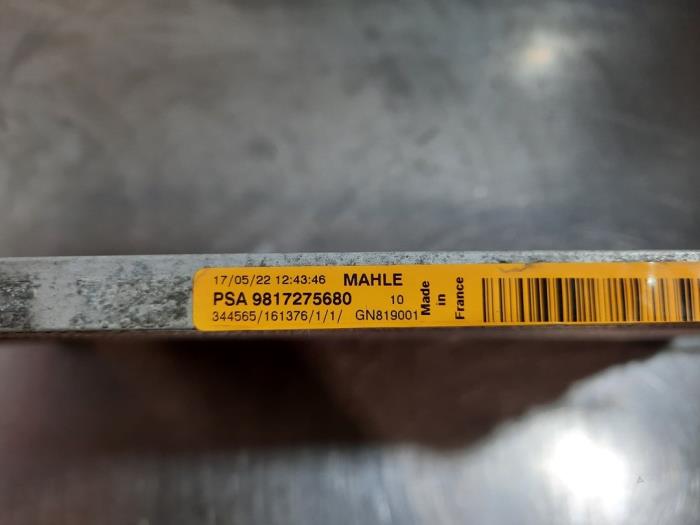 17/05/22 12:43:46 MAHLE
PSA 9817275680 10
344565/161376/1/1/ GN819001
Made
in
France